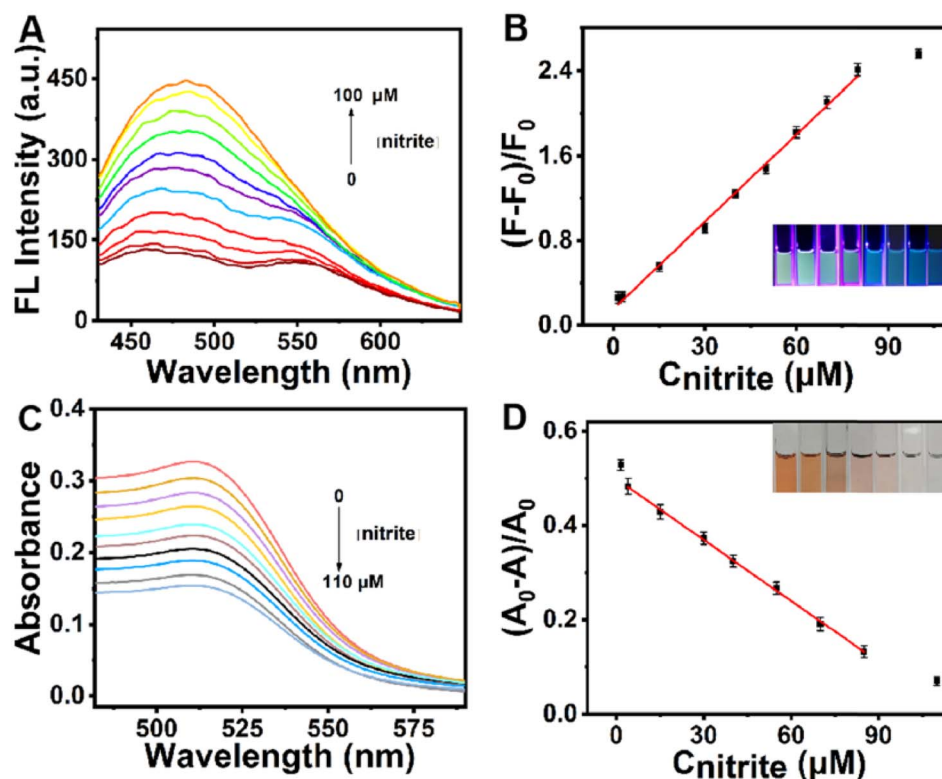 A
FL Intensity (a.u.)
450
300
150
0
100 μM
[nitrite]
0
450 500 550 600
Wavelength (nm)
B
(F-F0)/F0
2.4
1.6
0.8
0.0
0 30 60 90
Cnitrite (μM)
C
Absorbance
0.4
0.3
0.2
0.1
0.0
0
[nitrite]
110 μM
500 525 550 575
Wavelength (nm)
D
(A0-A)/A0
0.6
0.4
0.2
0.0
0 30 60 90
Cnitrite (μM)